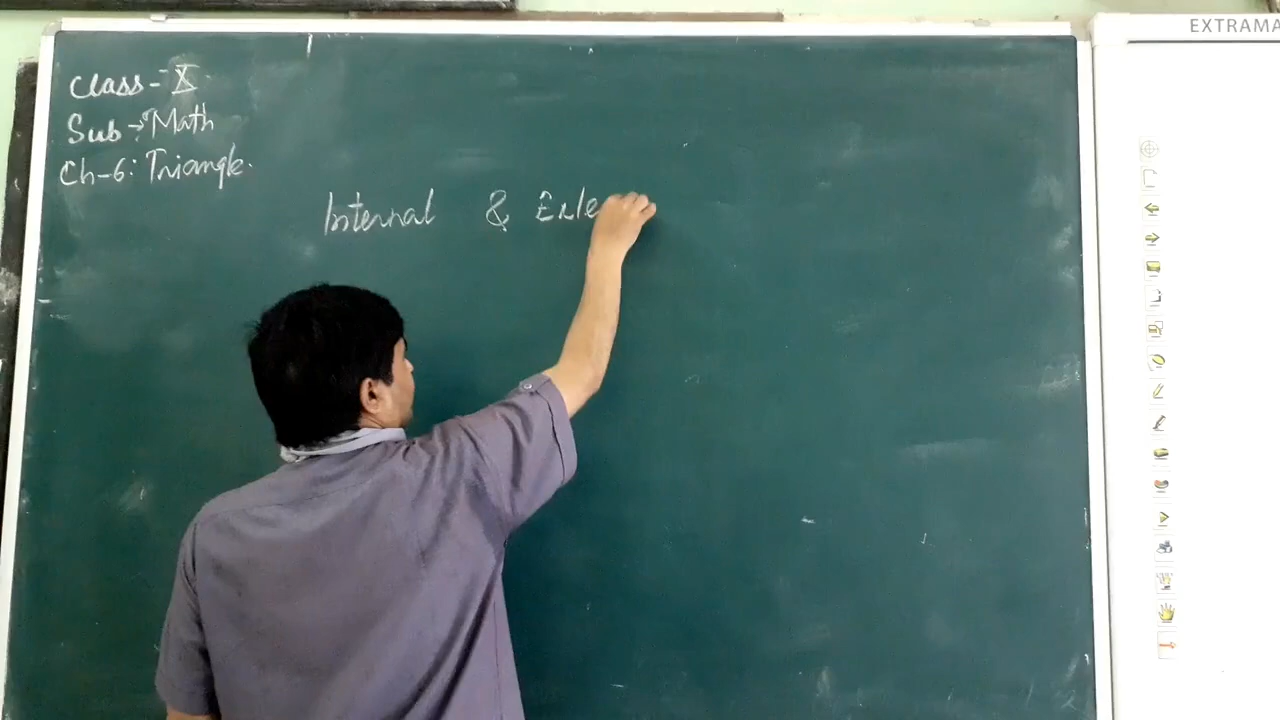 Class - X
Sub → Math
Ch-6: Triangle.
Internal & Exte
EXTRAMA